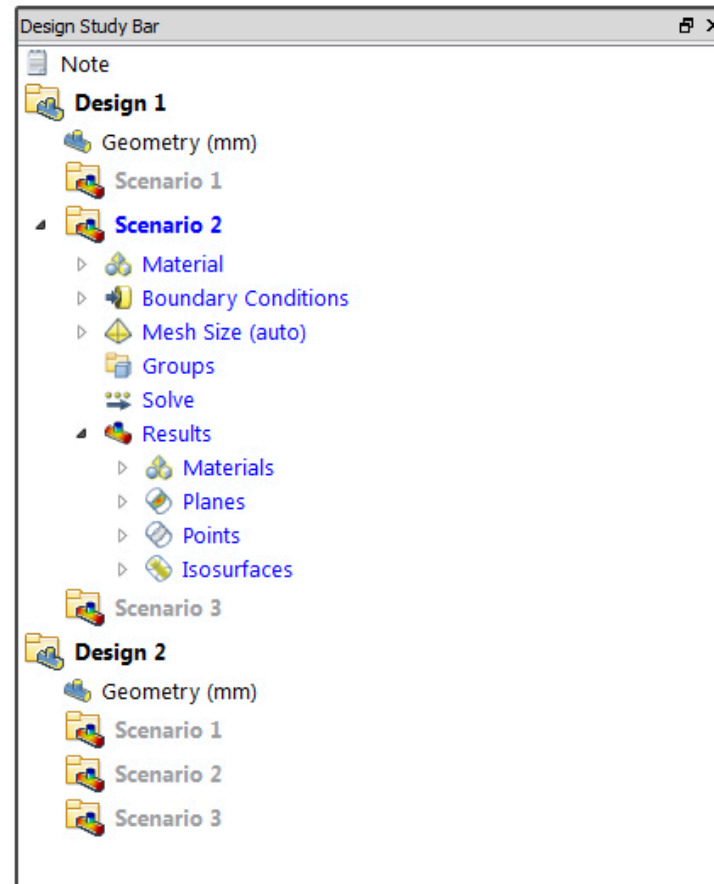 Design Study Bar
Note
Design 1
Geometry (mm)
Scenario 1
Scenario 2
Material
Boundary Conditions
Mesh Size (auto)
Groups
Solve
Results
Materials
Planes
Points
Isosurfaces
Scenario 3
Design 2
Geometry (mm)
Scenario 1
Scenario 2
Scenario 3